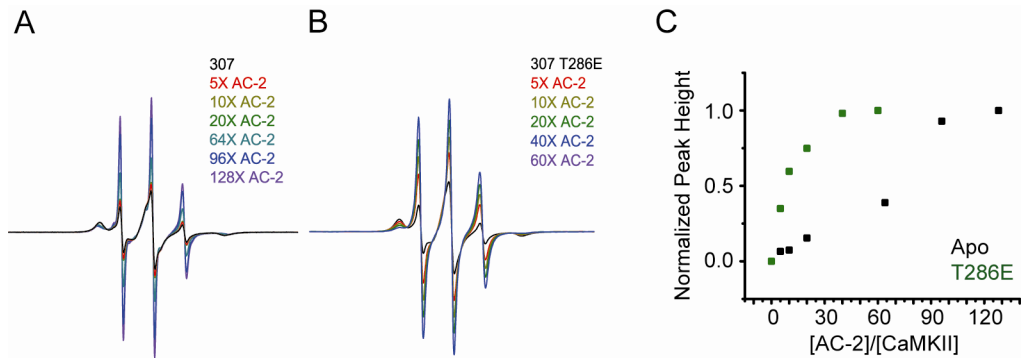 A
307
5X AC-2
10X AC-2
20X AC-2
64X AC-2
96X AC-2
128X AC-2
B
307 T286E
5X AC-2
10X AC-2
20X AC-2
40X AC-2
60X AC-2
C
Normalized Peak Height
1.0
0.5
0.0
Apo
T286E
0 30 60 90 120
[AC-2]/[CaMKII]